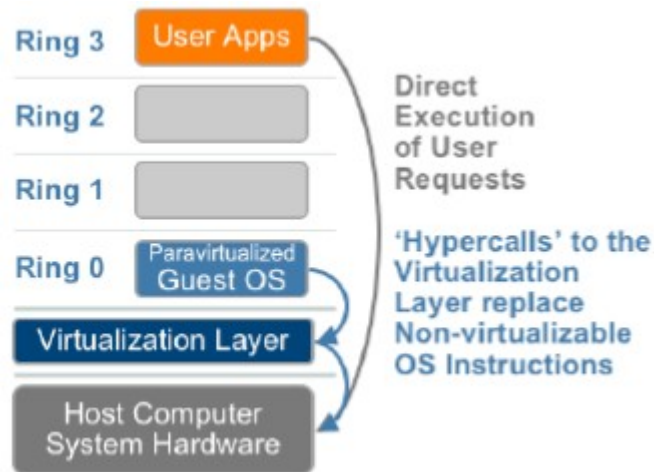 Ring 3
User Apps
Ring 2
Ring 1
Ring 0
Paravirtualized
Guest OS
Virtualization Layer
Host Computer
System Hardware
Direct
Execution
of User
Requests
‘Hypercalls’ to the
Virtualization
Layer replace
Non-virtualizable
OS Instructions